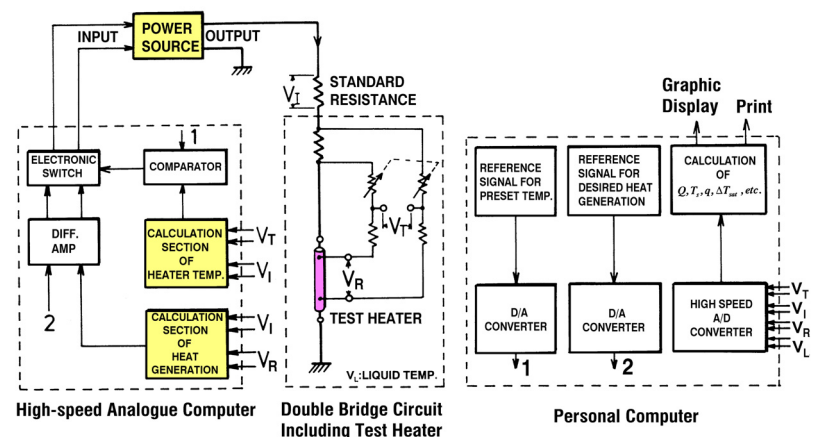 INPUT
POWER
SOURCE
OUTPUT
V_I
STANDARD
RESISTANCE
1
ELECTRONIC
SWITCH
COMPARATOR
DIFF.
AMP
CALCULATION
SECTION
OF
HEATER TEMP.
V_T
V_I
2
CALCULATION
SECTION
OF
HEAT
GENERATION
V_I
V_R
High-speed Analogue Computer
V_T
V_R
TEST HEATER
V_L:LIQUID TEMP.
Double Bridge Circuit
Including Test Heater
Graphic
Display
Print
REFERENCE
SIGNAL FOR
PRESET TEMP.
REFERENCE
SIGNAL FOR
DESIRED HEAT
GENERATION
CALCULATION
OF
Q, T_s, q, ΔT_sat , etc.
D/A
CONVERTER
D/A
CONVERTER
HIGH SPEED
A/D
CONVERTER
V_T
V_I
V_R
V_L
1
2
Personal Computer